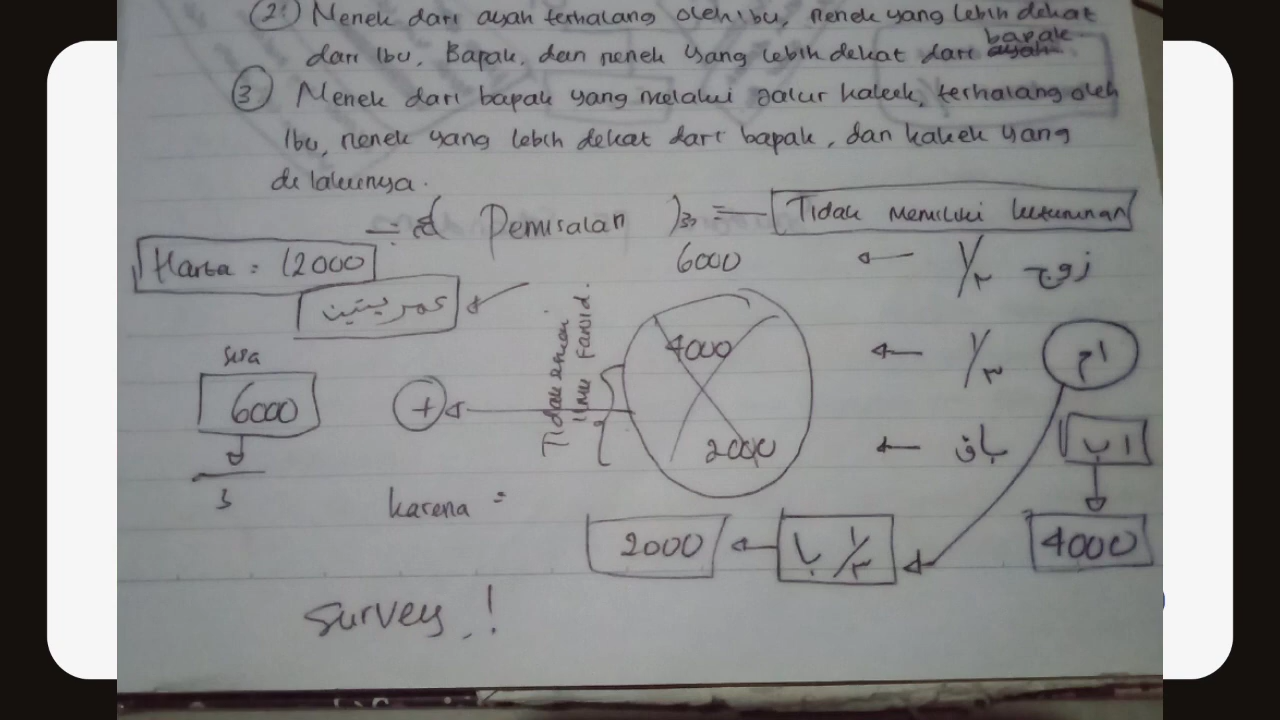 2. Nenek dari ayah terhalang oleh ibu, nenek yang lebih dekat
dari Ibu, Bapak, dan nenek yang lebih dekat dari bapak
3 Nenek dari bapak yang melalui jalur kakek, terhalang oleh
Ibu, nenek yang lebih dekat dari bapak, dan kakek yang
di laluinya.
Pemisalan = Tidak memiliki keturunan
Harta = 12000
6000 ← ١/٢ زوج
عمريتين
4000 ← ١/٣ ام
Tidak sesuai
ilmu Faroid.
sisa
6000
+
2000 ← باق اب
3
karena =
2000 ← ١/٣ با
4000
Survey,!